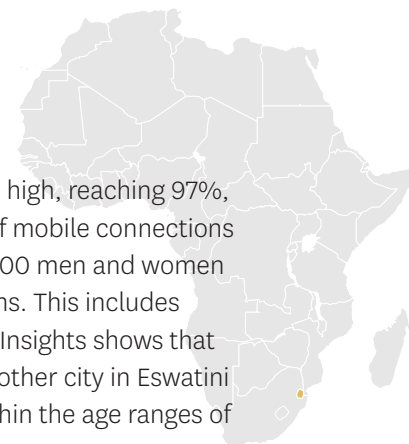 high, reaching 97%,
f mobile connections
00 men and women
ns. This includes
Insights shows that
other city in Eswatini
hin the age ranges of